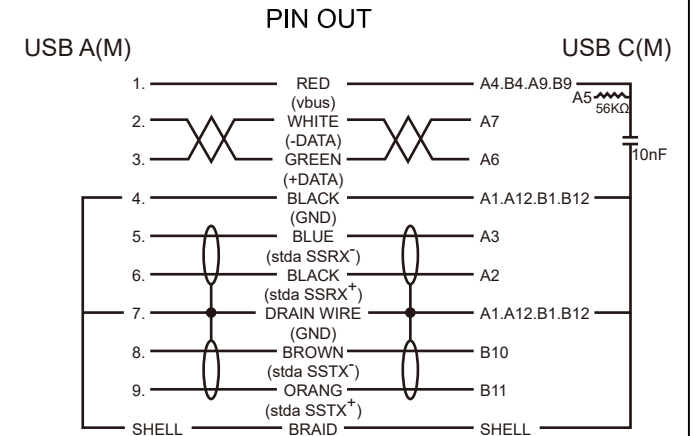 PIN OUT
USB A(M) USB C(M)
1. RED A4.B4.A9.B9
(vbus) A5 56KΩ
2. WHITE A7
(-DATA)
3. GREEN A6 10nF
(+DATA)
4. BLACK A1.A12.B1.B12
(GND)
5. BLUE A3
(stda SSRX-)
6. BLACK A2
(stda SSRX+)
7. DRAIN WIRE A1.A12.B1.B12
(GND)
8. BROWN B10
(stda SSTX-)
9. ORANG B11
(stda SSTX+)
SHELL BRAID SHELL